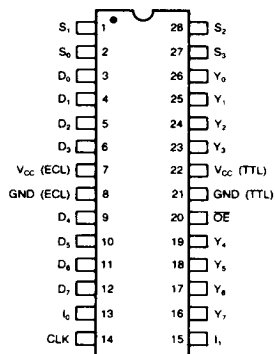 S₁ 1 28 S₂
S₀ 2 27 S₃
D₀ 3 26 Y₀
D₁ 4 25 Y₁
D₂ 5 24 Y₂
D₃ 6 23 Y₃
V_CC (ECL) 7 22 V_CC (TTL)
GND (ECL) 8 21 GND (TTL)
D₄ 9 20 O̅E̅
D₅ 10 19 Y₄
D₆ 11 18 Y₅
D₇ 12 17 Y₆
I₀ 13 16 Y₇
CLK 14 15 I₁